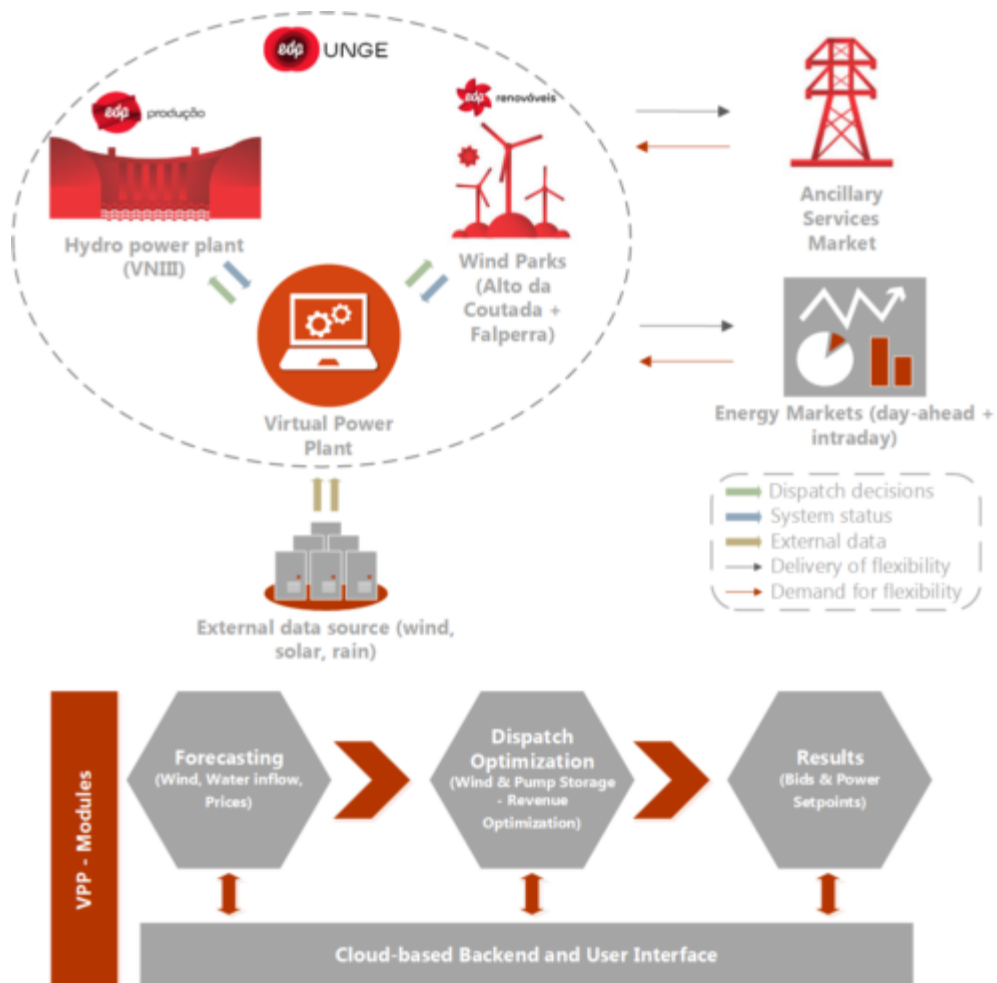 edp UNGE
edp produção
edp renováveis
Hydro power plant
(VNIII)
Wind Parks
(Alto da
Coutada +
Falperra)
Virtual Power
Plant
Ancillary
Services
Market
Energy Markets (day-ahead +
intraday)
Dispatch decisions
System status
External data
Delivery of flexibility
Demand for flexibility
External data source (wind,
solar, rain)
VPP - Modules
Forecasting
(Wind, Water inflow,
Prices)
Dispatch
Optimization
(Wind & Pump Storage
- Revenue
Optimization)
Results
(Bids & Power
Setpoints)
Cloud-based Backend and User Interface